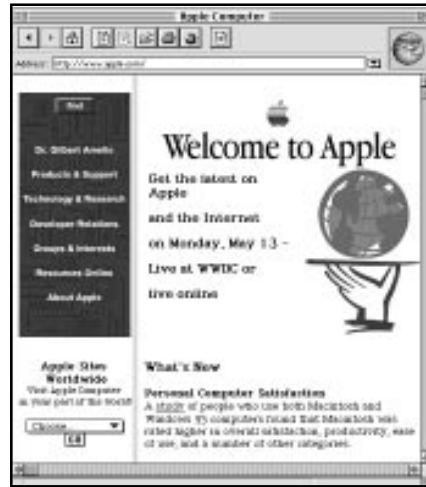 Apple Computer
Address: http://www.apple.com/
Find
Dr. Gilbert Amelio
Products & Support
Technology & Research
Developer Relations
Groups & Interests
Resources Online
About Apple
Apple Sites
Worldwide
Visit Apple Computer
in your part of the world!
Choose...
GO
Welcome to Apple
Get the latest on
Apple
and the Internet
on Monday, May 13 -
Live at WWDC or
live online
What's New
Personal Computer Satisfaction
A study of people who use both Macintosh and
Windows 95 computers found that Macintosh was
rated higher in overall satisfaction, productivity, ease
of use, and a number of other categories.